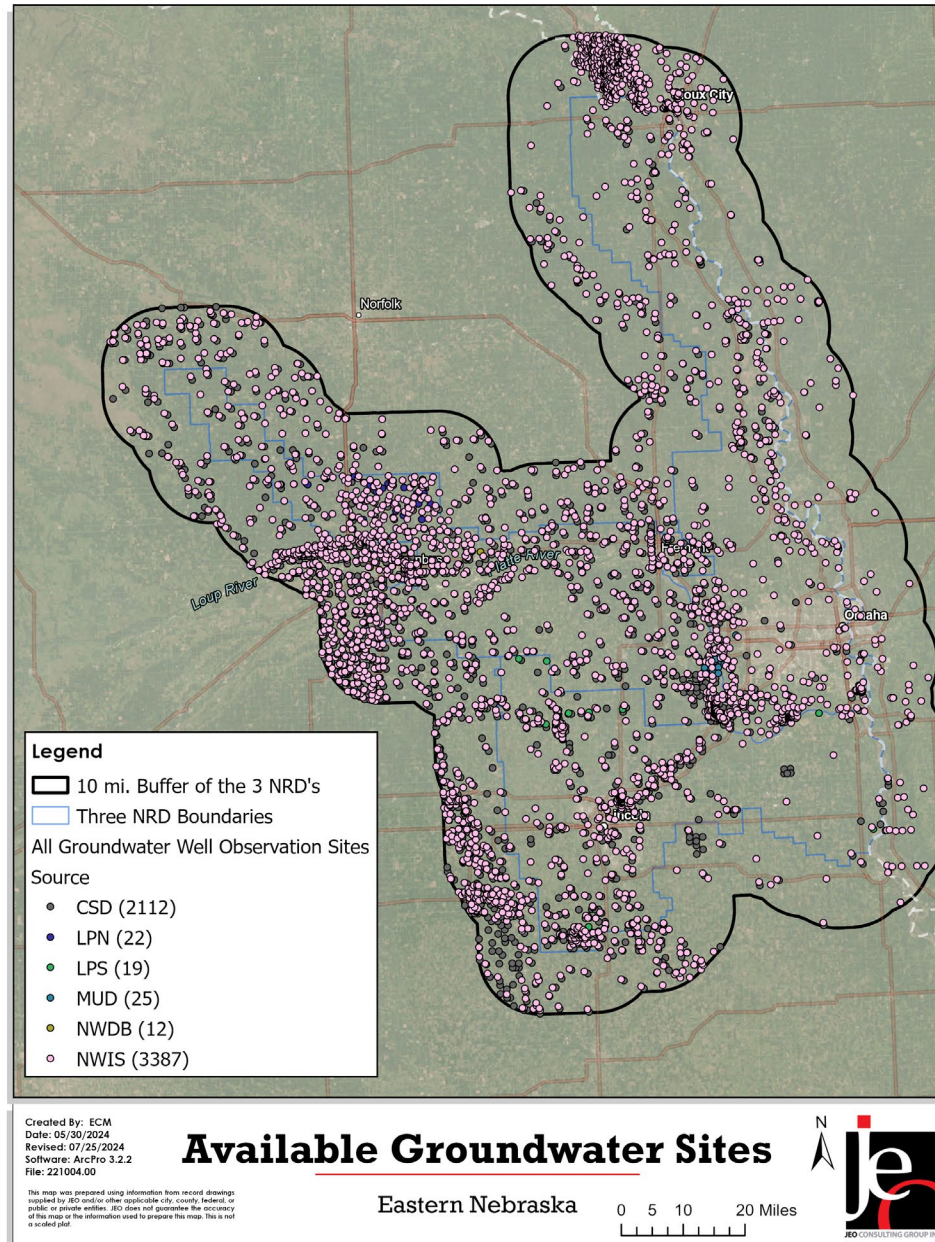 Sioux City
Norfolk
Platte River
Loup River
Omaha
Legend
10 mi. Buffer of the 3 NRD's
Three NRD Boundaries
All Groundwater Well Observation Sites
Source
CSD (2112)
LPN (22)
LPS (19)
MUD (25)
NWDB (12)
NWIS (3387)
Created By: ECM
Date: 05/30/2024
Revised: 07/25/2024
Software: ArcPro 3.2.2
File: 221004.00
This map was prepared using information from record drawings
supplied by JEO and/or other applicable city, county, federal, or
public or private entities. JEO does not guarantee the accuracy
of this map or the information used to prepare this map. This is not
a scaled plat.
Available Groundwater Sites
Eastern Nebraska
N
0 5 10 20 Miles
je
JEO CONSULTING GROUP IN